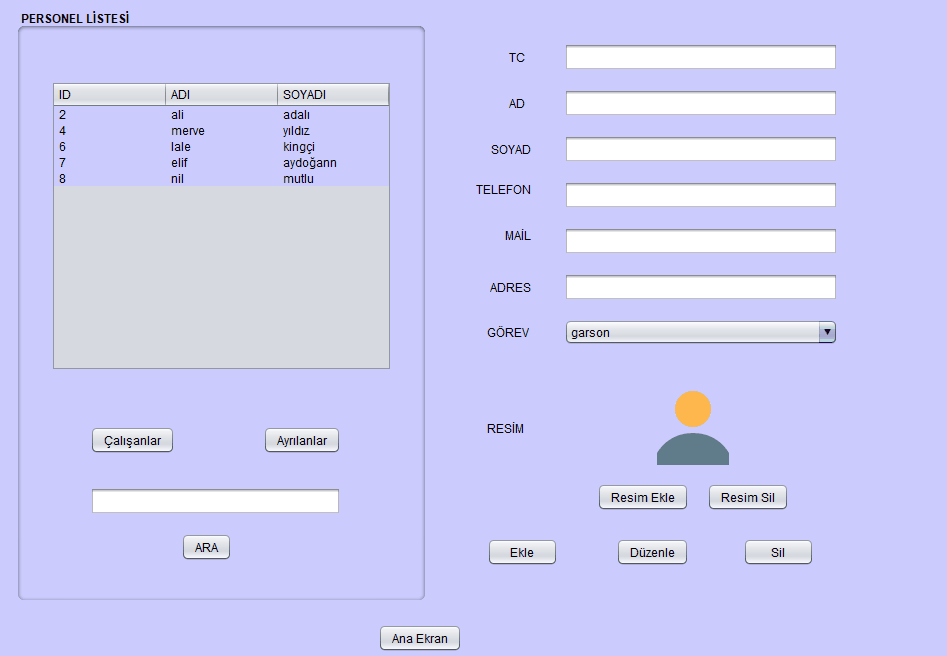 PERSONEL LİSTESİ
ID ADI SOYADI
2 ali adalı
4 merve yıldız
6 lale kingçi
7 elif aydoğann
8 nil mutlu
Çalışanlar Ayrılanlar
ARA
TC
AD
SOYAD
TELEFON
MAİL
ADRES
GÖREV garson
RESİM
Resim Ekle Resim Sil
Ekle Düzenle Sil
Ana Ekran